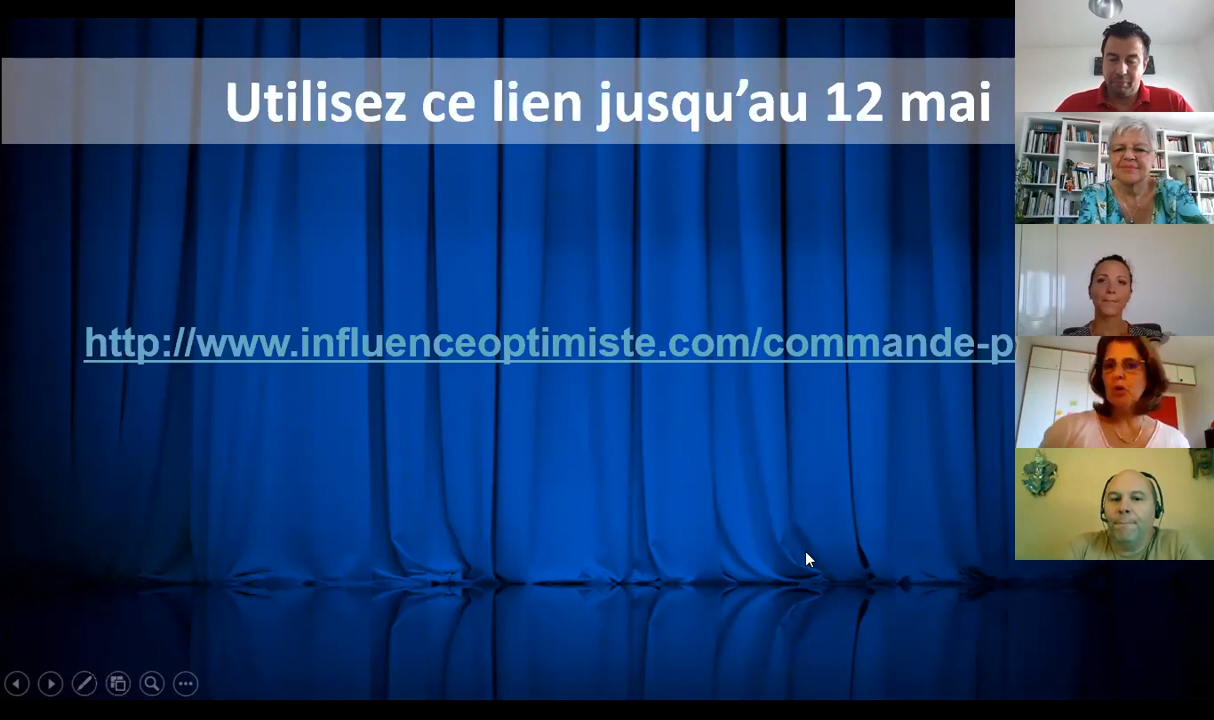 Utilisez ce lien jusqu’au 12 mai
http://www.influenceoptimiste.com/commande-p